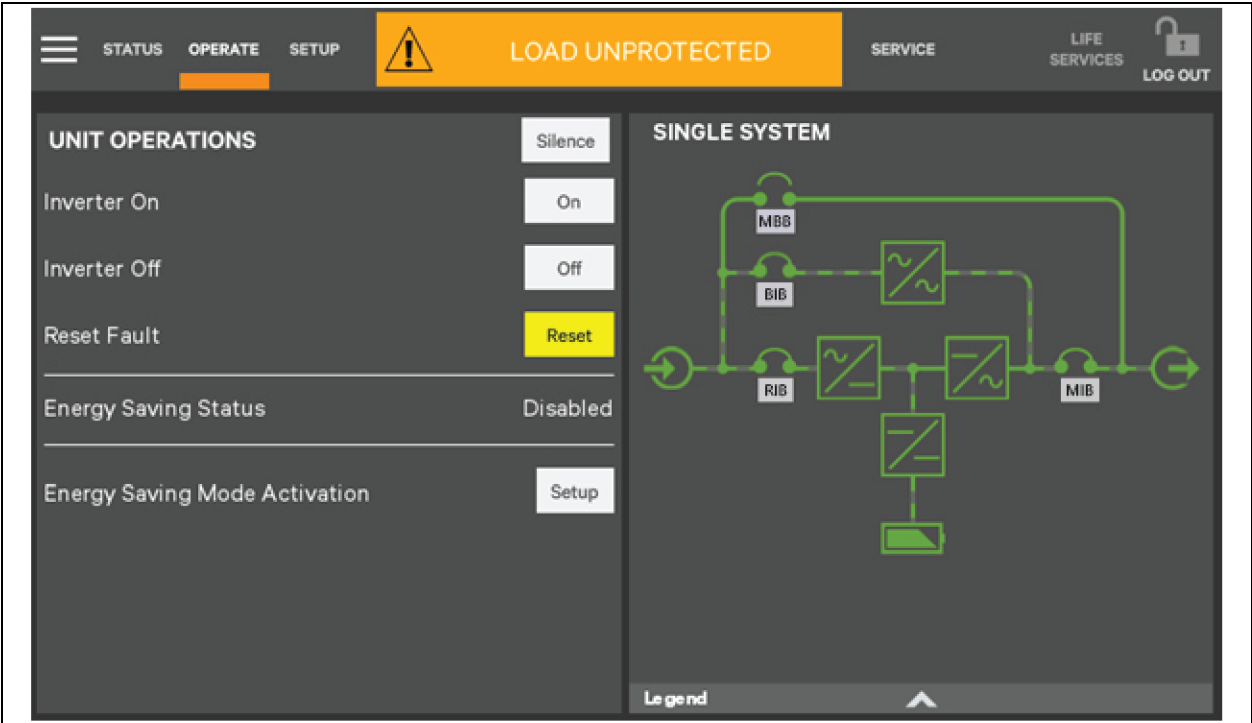 STATUS OPERATE SETUP LOAD UNPROTECTED SERVICE LIFE SERVICES LOG OUT
UNIT OPERATIONS Silence
Inverter On On
Inverter Off Off
Reset Fault Reset
Energy Saving Status Disabled
Energy Saving Mode Activation Setup
SINGLE SYSTEM
MBB
BIB
RIB MIB
Legend